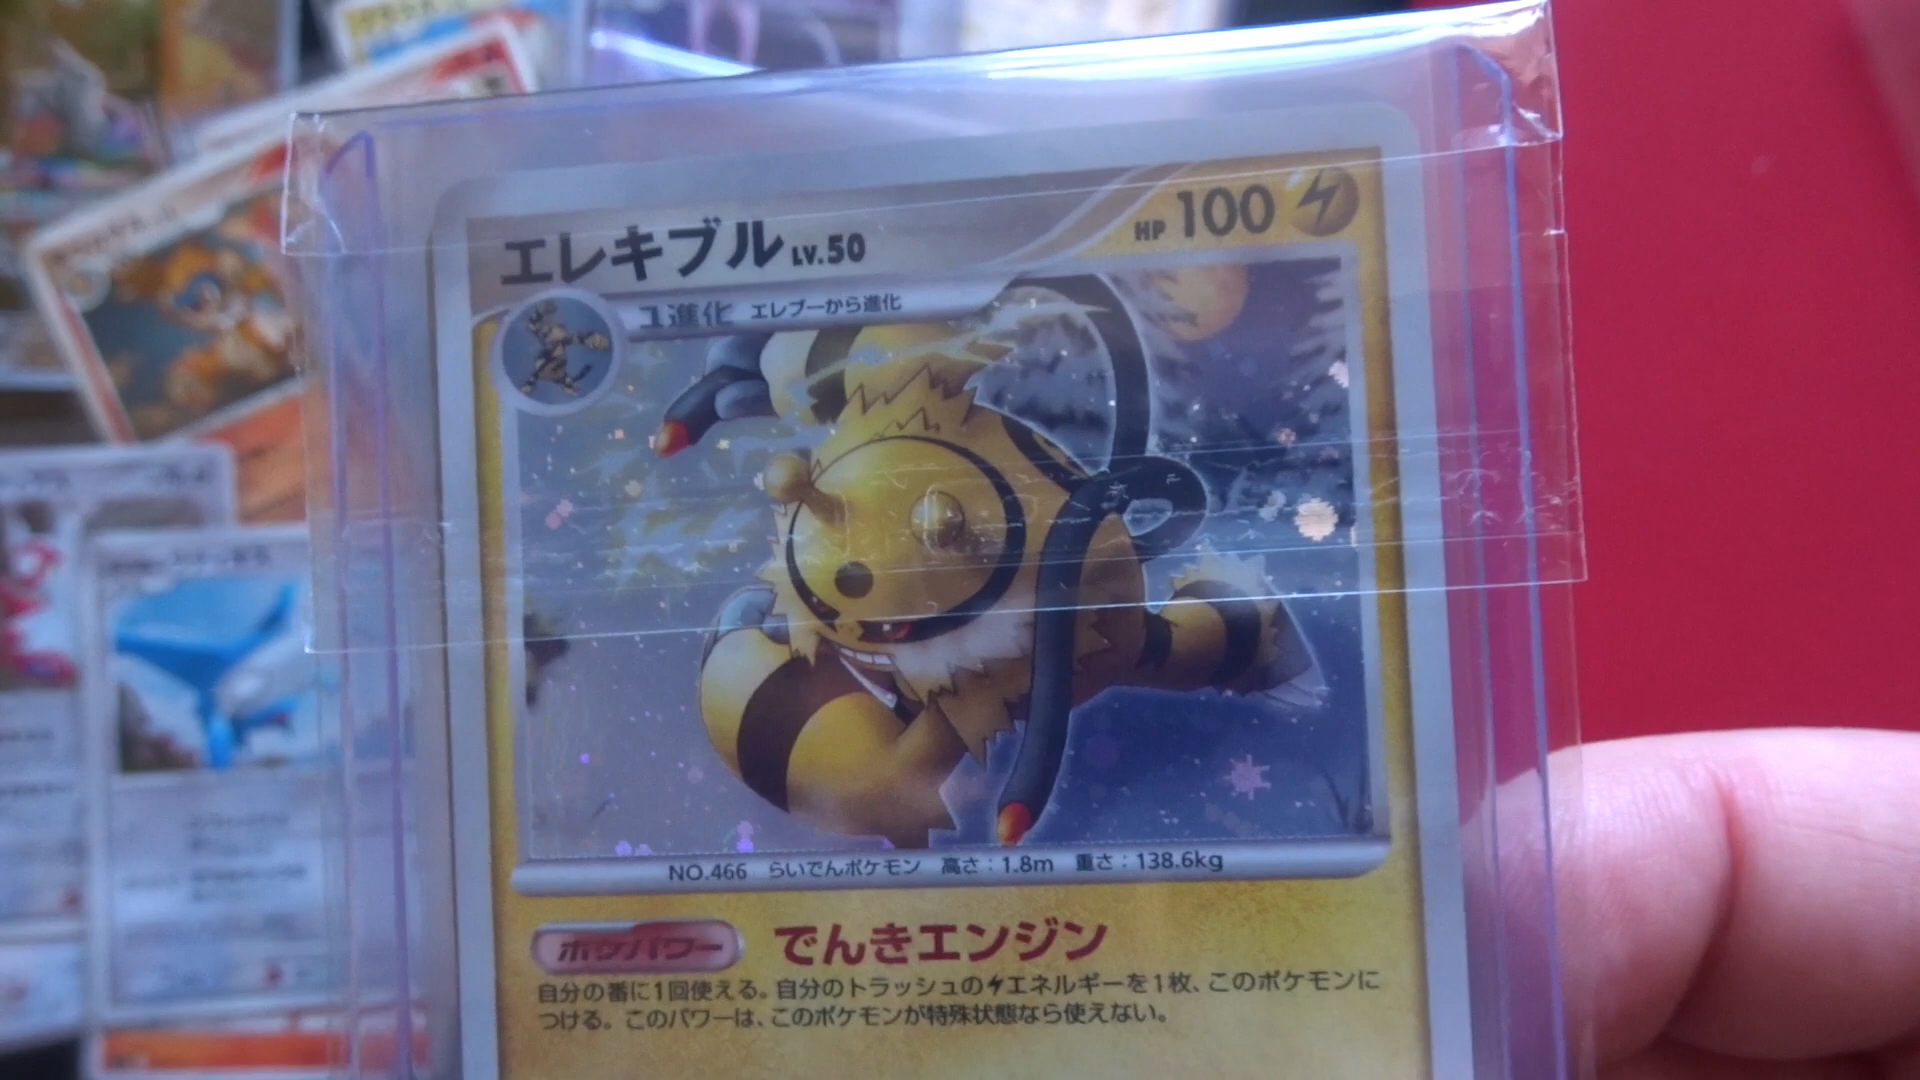 エレキブル LV.50 HP 100
1進化 エレブーから進化
NO.466 らいでんポケモン 高さ:1.8m 重さ:138.6kg
ポケパワー でんきエンジン
自分の番に1回使える。自分のトラッシュのエネルギーを1枚、このポケモンに
つける。このパワーは、このポケモンが特殊状態なら使えない。